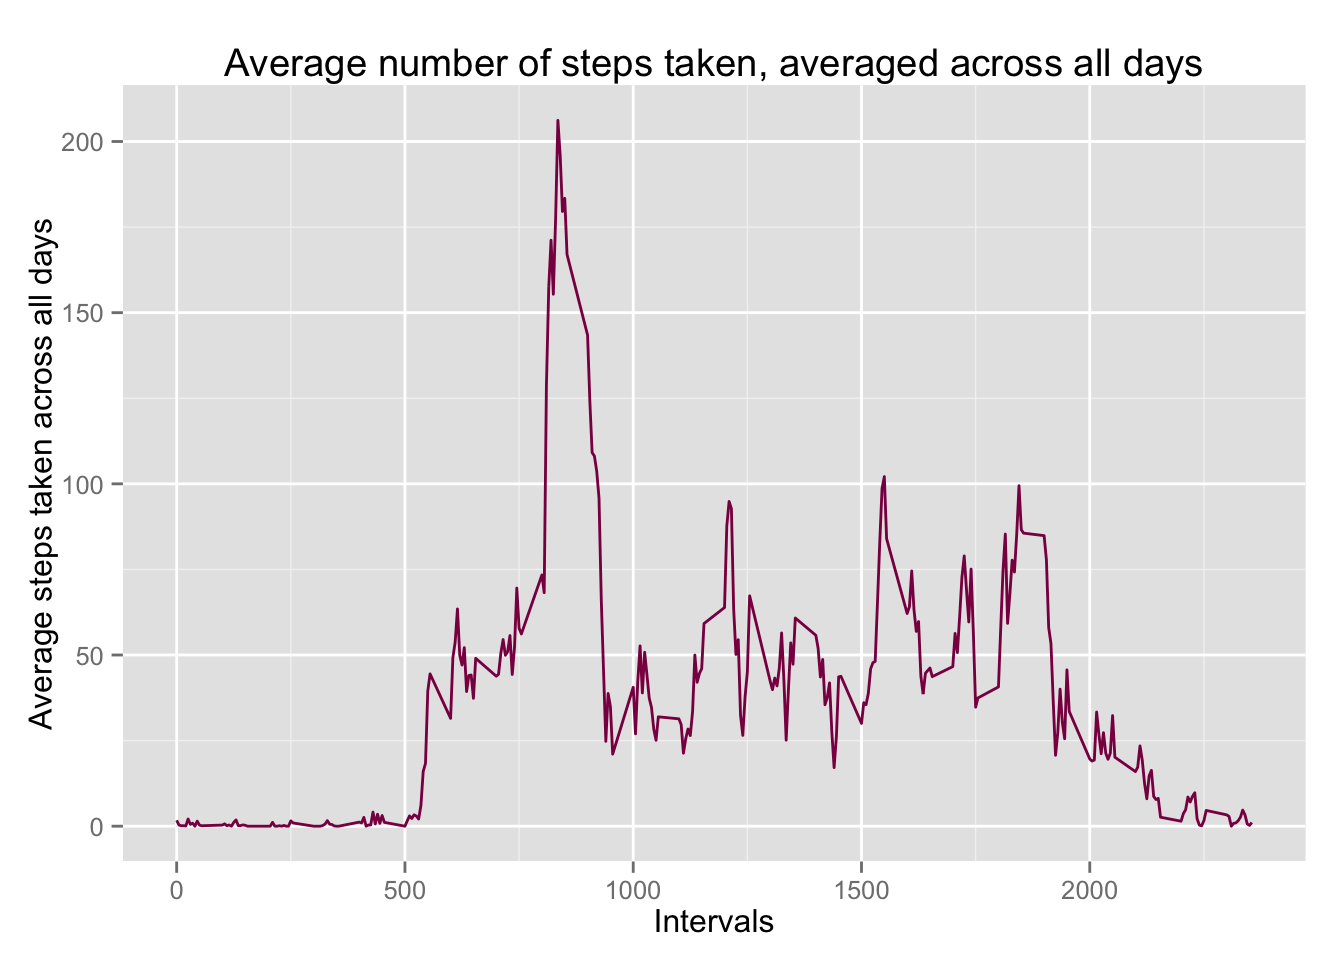 Average number of steps taken, averaged across all days
Average steps taken across all days
200
150
100
50
0
0 500 1000 1500 2000
Intervals